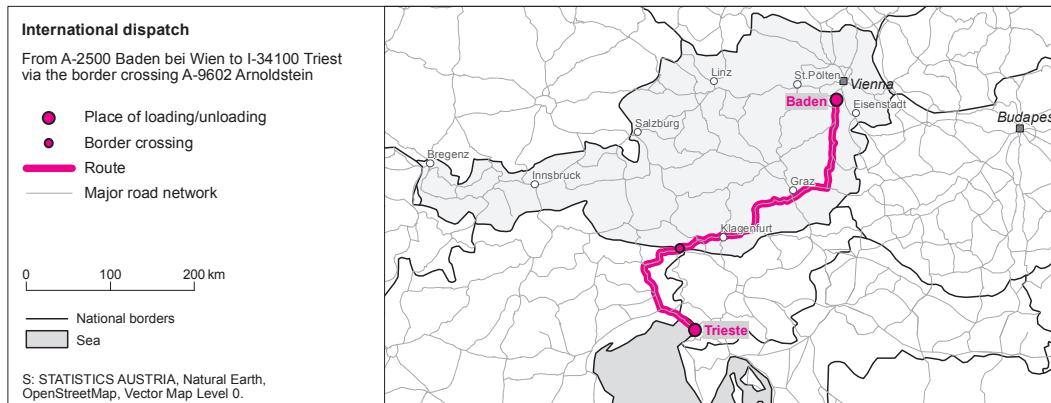 International dispatch
From A-2500 Baden bei Wien to I-34100 Triest
via the border crossing A-9602 Arnoldstein
Place of loading/unloading
Border crossing
Route
Major road network
0 100 200 km
National borders
Sea
S: STATISTICS AUSTRIA, Natural Earth,
OpenStreetMap, Vector Map Level 0.
Linz
St.Pölten
Vienna
Baden
Eisenstadt
Budapes
Salzburg
Bregenz
Innsbruck
Graz
Klagenfurt
Trieste